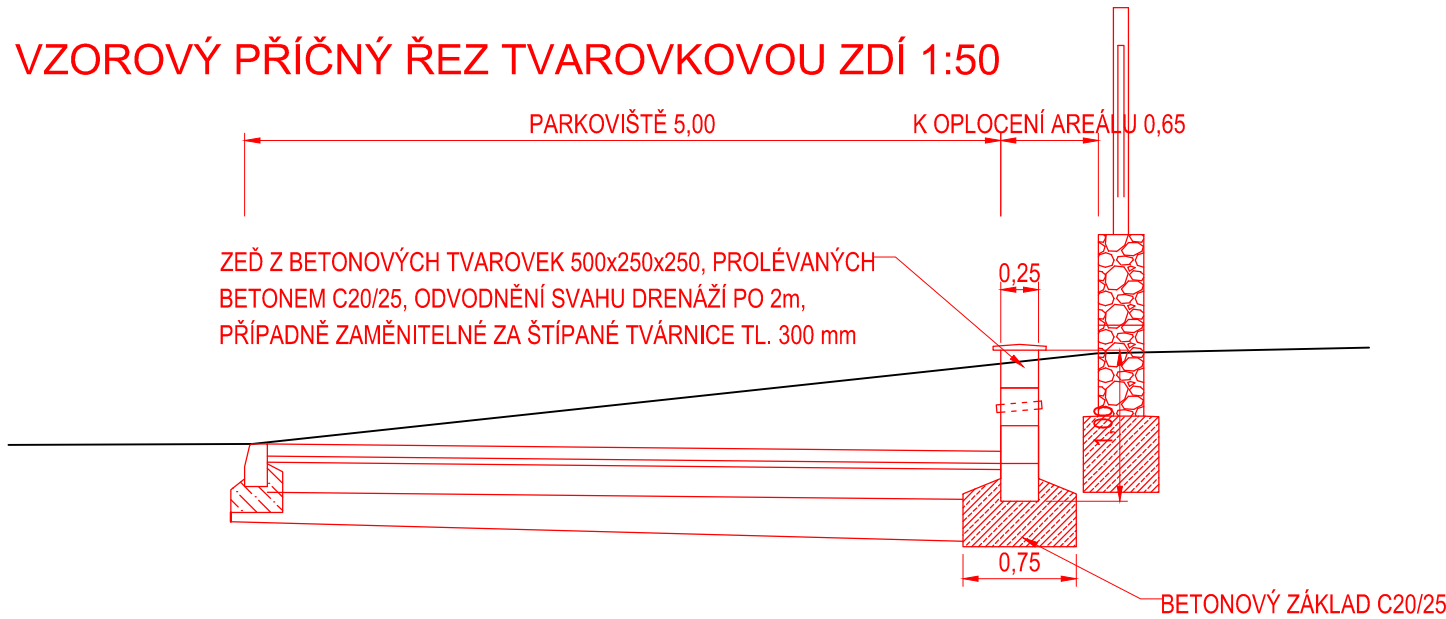 VZOROVÝ PŘÍČNÝ ŘEZ TVAROVKOVOU ZDÍ 1:50
PARKOVIŠTĚ 5,00
K OPLOCENÍ AREÁLU 0,65
ZEĎ Z BETONOVÝCH TVAROVEK 500x250x250, PROLÉVANÝCH
BETONEM C20/25, ODVODNĚNÍ SVAHU DRENÁŽÍ PO 2m,
PŘÍPADNĚ ZAMĚNITELNÉ ZA ŠTÍPANÉ TVÁRNICE TL. 300 mm
0,25
1,00
0,75
BETONOVÝ ZÁKLAD C20/25